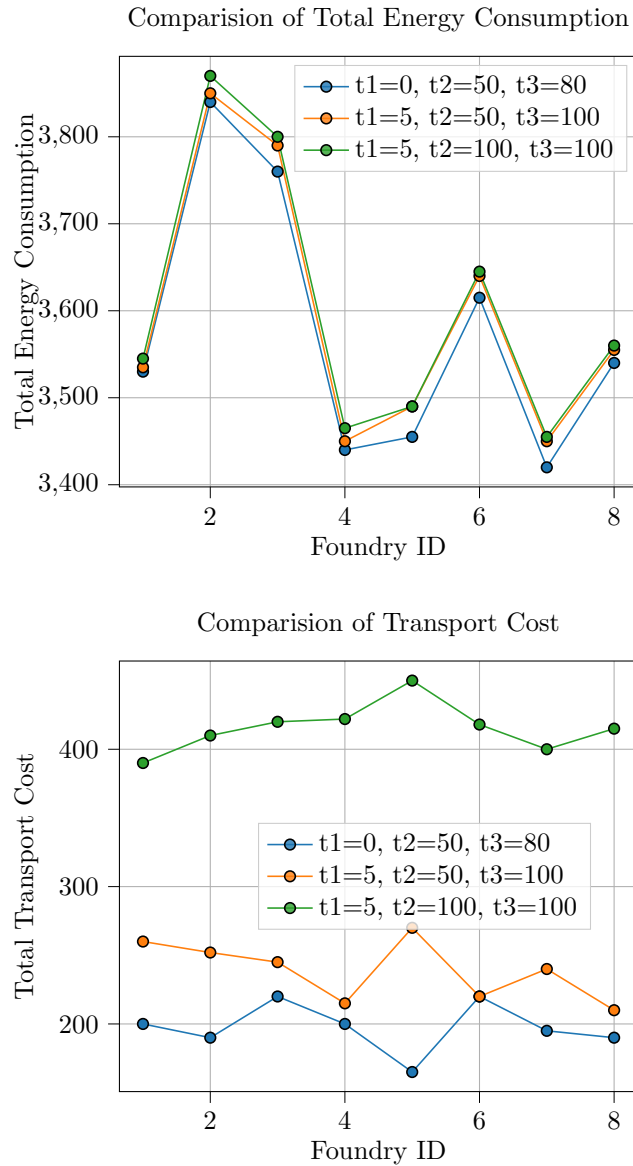 Comparision of Total Energy Consumption
t1=0, t2=50, t3=80
t1=5, t2=50, t3=100
t1=5, t2=100, t3=100
Total Energy Consumption
3,800
3,700
3,600
3,500
3,400
2 4 6 8
Foundry ID
Comparision of Transport Cost
Total Transport Cost
400
300
200
t1=0, t2=50, t3=80
t1=5, t2=50, t3=100
t1=5, t2=100, t3=100
2 4 6 8
Foundry ID